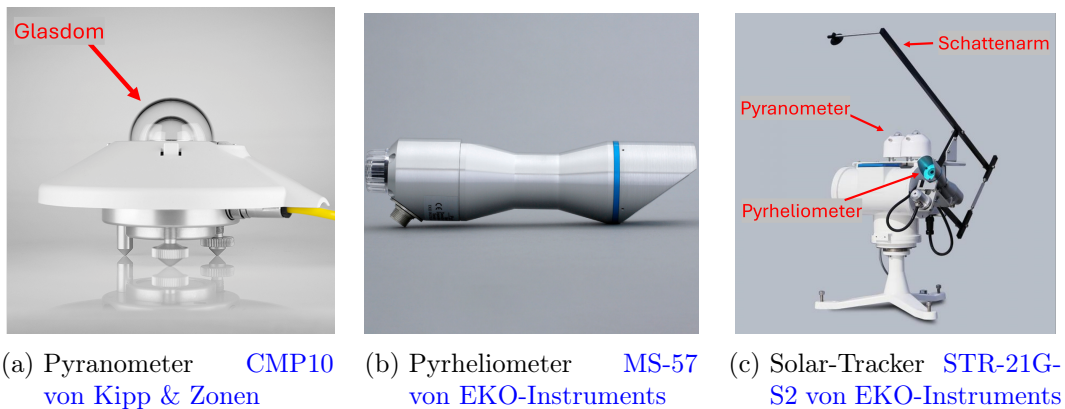 Glasdom
Schattenarm
Pyranometer
Pyrheliometer
(a) Pyranometer CMP10
von Kipp & Zonen
(b) Pyrheliometer MS-57
von EKO-Instruments
(c) Solar-Tracker STR-21G-
S2 von EKO-Instruments